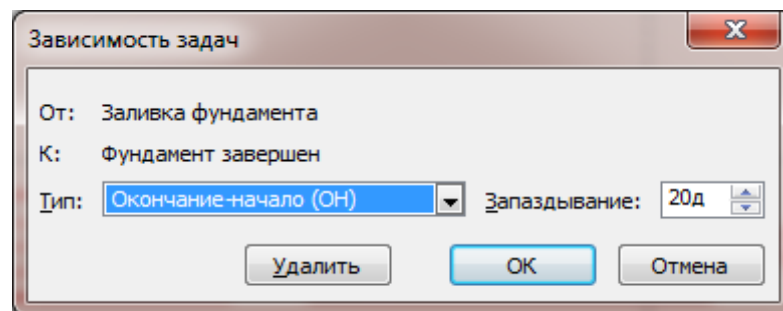 Зависимость задач
От: Заливка фундамента
К: Фундамент завершен
Тип: Окончание-начало (ОН) Запаздывание: 20д
Удалить ОК Отмена